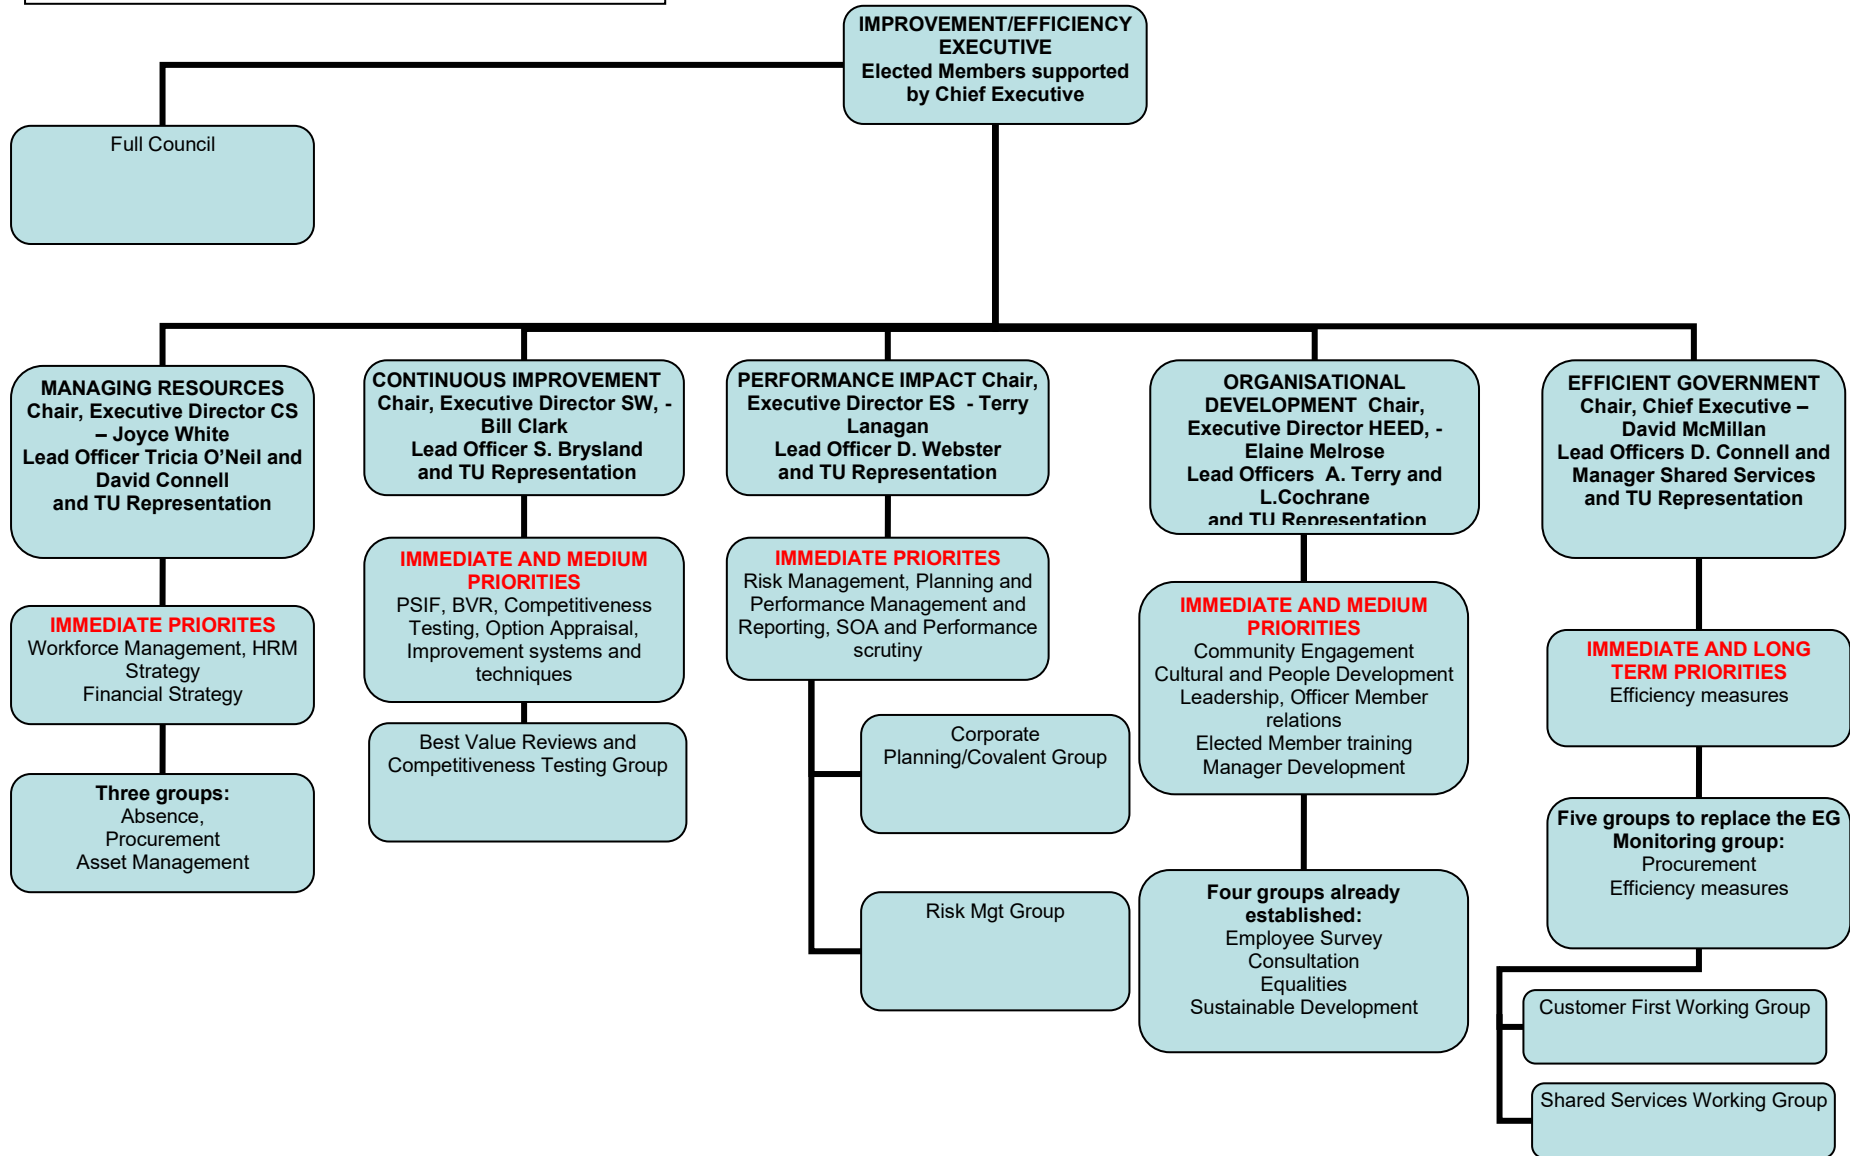 IMPROVEMENT/EFFICIENCY
EXECUTIVE
Elected Members supported
by Chief Executive
Full Council
MANAGING RESOURCES
Chair, Executive Director CS
– Joyce White
Lead Officer Tricia O’Neil and
David Connell
and TU Representation
IMMEDIATE PRIORITES
Workforce Management, HRM
Strategy
Financial Strategy
Three groups:
Absence,
Procurement
Asset Management
CONTINUOUS IMPROVEMENT
Chair, Executive Director SW, -
Bill Clark
Lead Officer S. Brysland
and TU Representation
IMMEDIATE AND MEDIUM
PRIORITIES
PSIF, BVR, Competitiveness
Testing, Option Appraisal,
Improvement systems and
techniques
Best Value Reviews and
Competitiveness Testing Group
PERFORMANCE IMPACT Chair,
Executive Director ES - Terry
Lanagan
Lead Officer D. Webster
and TU Representation
IMMEDIATE PRIORITES
Risk Management, Planning and
Performance Management and
Reporting, SOA and Performance
scrutiny
Corporate
Planning/Covalent Group
Risk Mgt Group
ORGANISATIONAL
DEVELOPMENT Chair,
Executive Director HEED, -
Elaine Melrose
Lead Officers A. Terry and
L.Cochrane
and TU Representation
IMMEDIATE AND MEDIUM
PRIORITIES
Community Engagement
Cultural and People Development
Leadership, Officer Member
relations
Elected Member training
Manager Development
Four groups already
established:
Employee Survey
Consultation
Equalities
Sustainable Development
EFFICIENT GOVERNMENT
Chair, Chief Executive –
David McMillan
Lead Officers D. Connell and
Manager Shared Services
and TU Representation
IMMEDIATE AND LONG
TERM PRIORITIES
Efficiency measures
Five groups to replace the EG
Monitoring group:
Procurement
Efficiency measures
Customer First Working Group
Shared Services Working Group